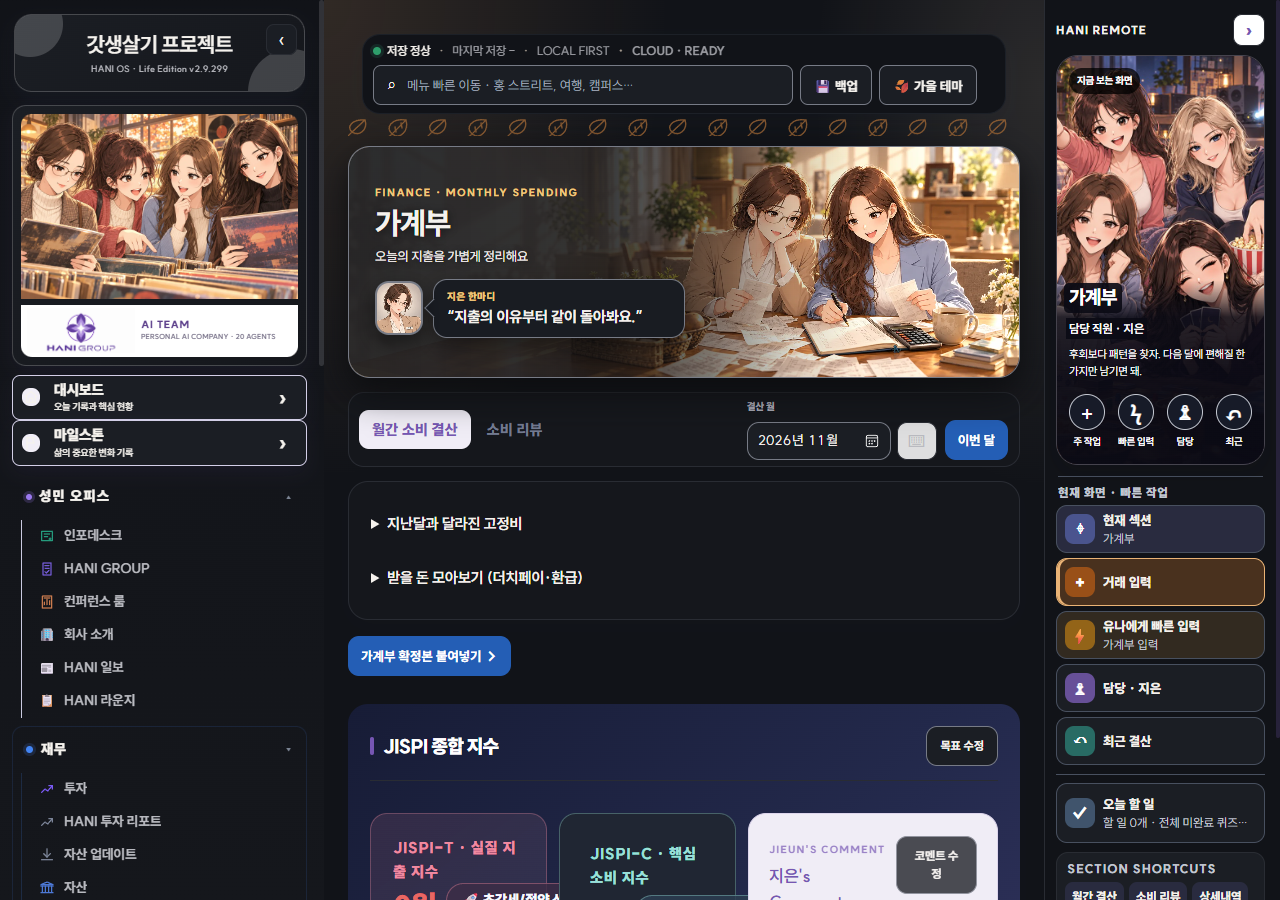 갓생살기 프로젝트
HANI OS · Life Edition v2.9.299
HANI GROUP
AI TEAM
PERSONAL AI COMPANY · 20 AGENTS
대시보드
오늘 기록과 핵심 현황
마일스톤
삶의 중요한 변화 기록
성민 오피스
인포데스크
HANI GROUP
컨퍼런스 룸
회사 소개
HANI 일보
HANI 라운지
재무
투자
HANI 투자 리포트
자산 업데이트
자산
저장 정상 · 마지막 저장 – · LOCAL FIRST · CLOUD · READY
메뉴 빠른 이동 · 홍 스트리트, 여행, 캠퍼스…
백업
가을 테마
FINANCE · MONTHLY SPENDING
가계부
오늘의 지출을 가볍게 정리해요
지은 한마디
“지출의 이유부터 같이 돌아봐요.”
월간 소비 결산
소비 리뷰
결산 월
2026년 11월
이번 달
지난달과 달라진 고정비
받을 돈 모아보기 (더치페이·환급)
가계부 확정본 붙여넣기
JISPI 종합 지수
목표 수정
JISPI-T · 실질 지
출 지수
JISPI-C · 핵심
소비 지수
JIEUN'S COMMENT
지은's
코멘트 수
정
HANI REMOTE
지금 보는 화면
가계부
담당 직원 · 지은
후회보다 패턴을 찾자. 다음 달에 편해질 한
가지만 남기면 돼.
주 작업
빠른 입력
담당
최근
현재 화면 · 빠른 작업
현재 섹션
가계부
거래 입력
유나에게 빠른 입력
가계부 입력
담당 · 지은
최근 결산
오늘 할 일
할 일 0개 · 전체 미완료 퀴즈…
SECTION SHORTCUTS
월간 결산
소비 리뷰
상세내역